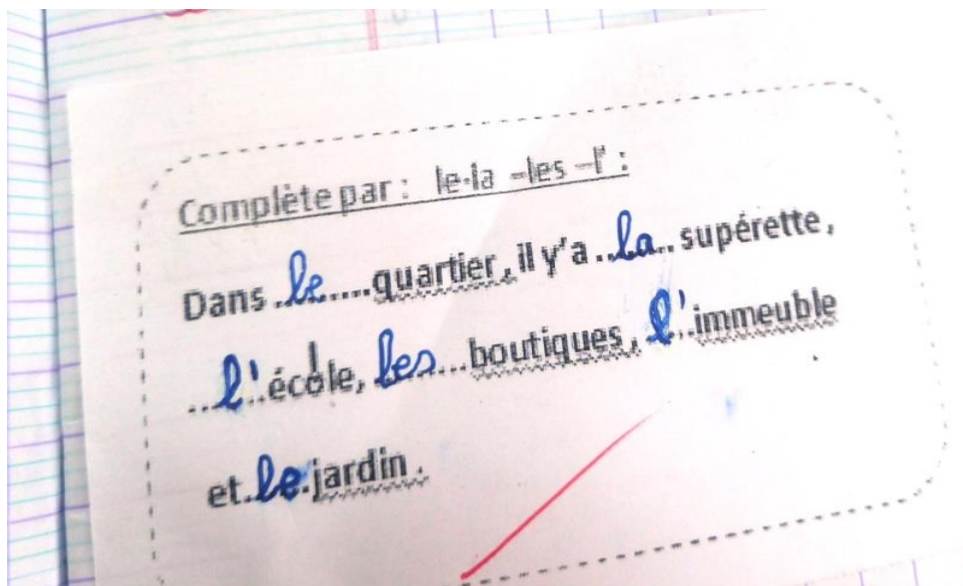 Complète par : le-la -les -l' :
Dans ..le......quartier, il y'a ..la.. supérette,
...l'..école, les....boutiques, l'.immeuble
et.le.jardin.